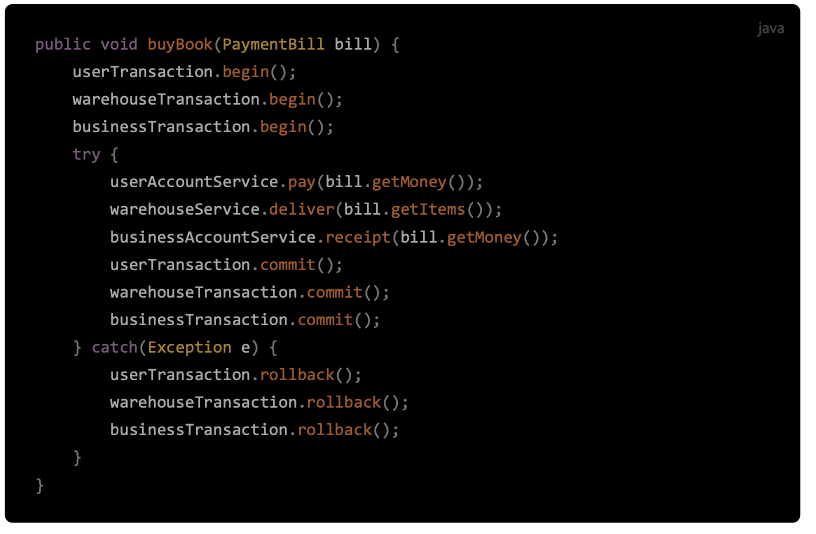 java
public void buyBook(PaymentBill bill) {
    userTransaction.begin();
    warehouseTransaction.begin();
    businessTransaction.begin();
    try {
        userAccountService.pay(bill.getMoney());
        warehouseService.deliver(bill.getItems());
        businessAccountService.receipt(bill.getMoney());
        userTransaction.commit();
        warehouseTransaction.commit();
        businessTransaction.commit();
    } catch(Exception e) {
        userTransaction.rollback();
        warehouseTransaction.rollback();
        businessTransaction.rollback();
    }
}